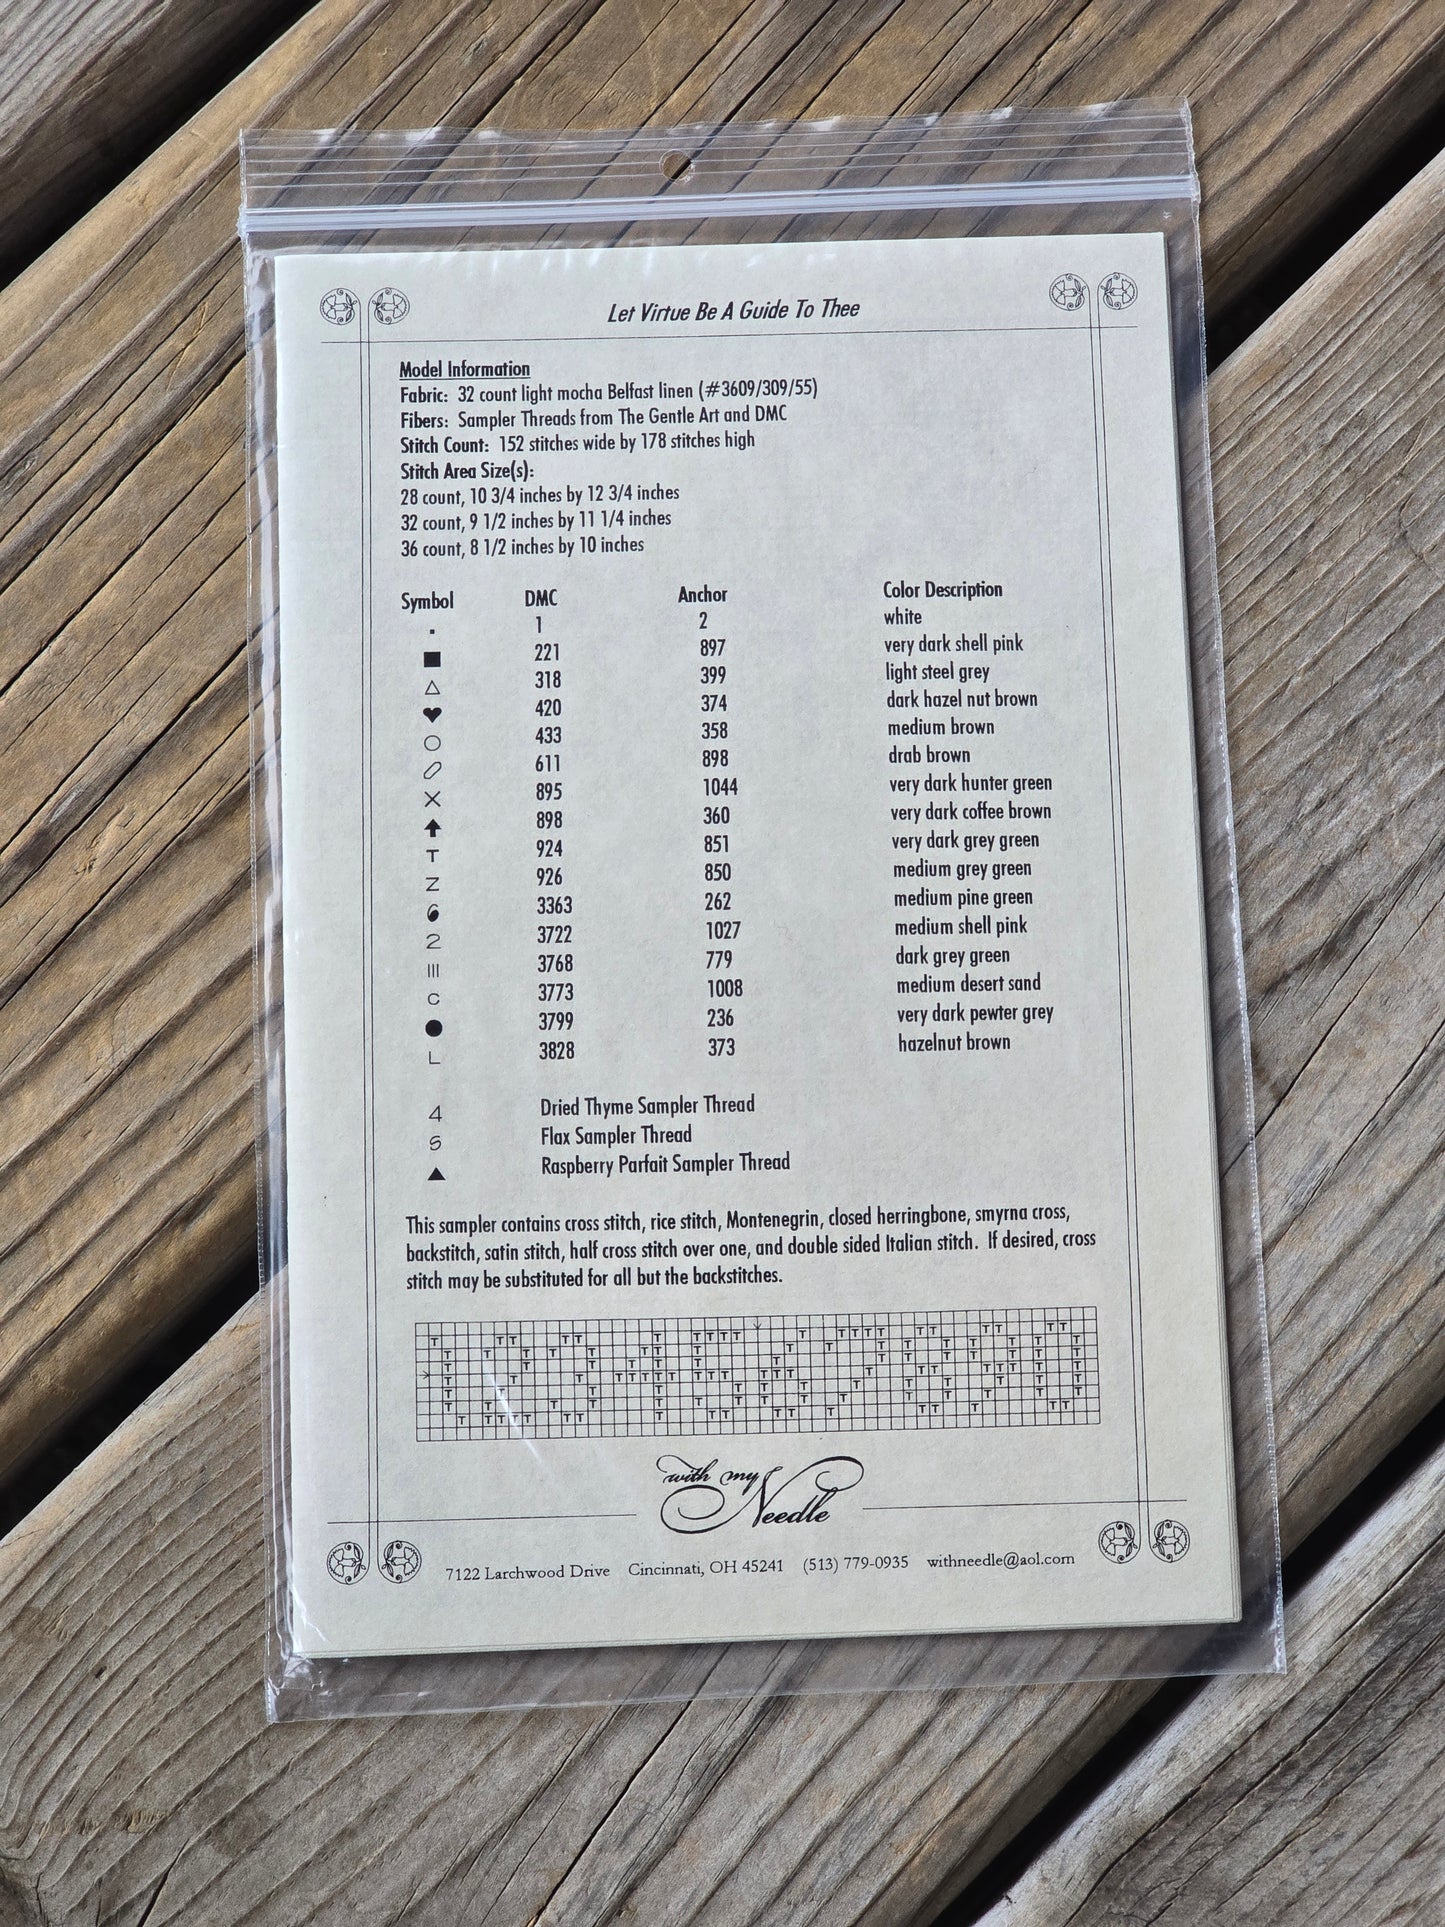 Let Virtue Be A Guide To Thee
Model Information
Fabric: 32 count light mocha Belfast linen (#3609/309/55)
Fibers: Sampler Threads from The Gentle Art and DMC
Stitch Count: 152 stitches wide by 178 stitches high
Stitch Area Size(s):
28 count, 10 3/4 inches by 12 3/4 inches
32 count, 9 1/2 inches by 11 1/4 inches
36 count, 8 1/2 inches by 10 inches
Symbol DMC Anchor Color Description
▪ 1 2 white
■ 221 897 very dark shell pink
△ 318 399 light steel grey
♥ 420 374 dark hazel nut brown
○ 433 358 medium brown
611 898 drab brown
X 895 1044 very dark hunter green
⬆ 898 360 very dark coffee brown
T 924 851 very dark grey green
Z 926 850 medium grey green
3363 262 medium pine green
2 3722 1027 medium shell pink
||| 3768 779 dark grey green
C 3773 1008 medium desert sand
● 3799 236 very dark pewter grey
L 3828 373 hazelnut brown
4 Dried Thyme Sampler Thread
Flax Sampler Thread
▲ Raspberry Parfait Sampler Thread
This sampler contains cross stitch, rice stitch, Montenegrin, closed herringbone, smyrna cross,
backstitch, satin stitch, half cross stitch over one, and double sided Italian stitch. If desired, cross
stitch may be substituted for all but the backstitches.
with my
Needle
7122 Larchwood Drive Cincinnati, OH 45241 (513) 779-0935 withneedle@aol.com